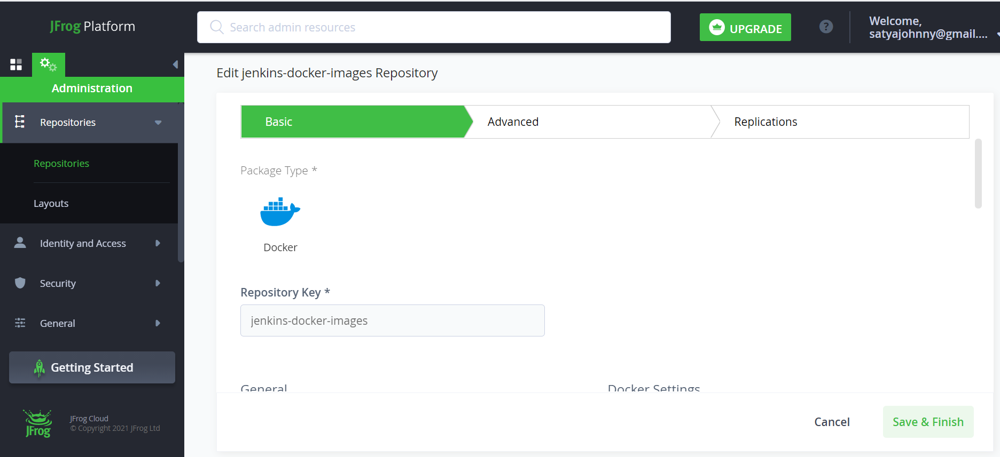 JFrog Platform
Search admin resources
UPGRADE
?
Welcome,
satyajohnny@gmail....
Administration
Repositories
Repositories
Layouts
Identity and Access
Security
General
Getting Started
JFrog
JFrog Cloud
© Copyright 2021 JFrog Ltd
Edit jenkins-docker-images Repository
Basic
Advanced
Replications
Package Type *
Docker
Repository Key *
jenkins-docker-images
General
Docker Settings
Cancel
Save & Finish